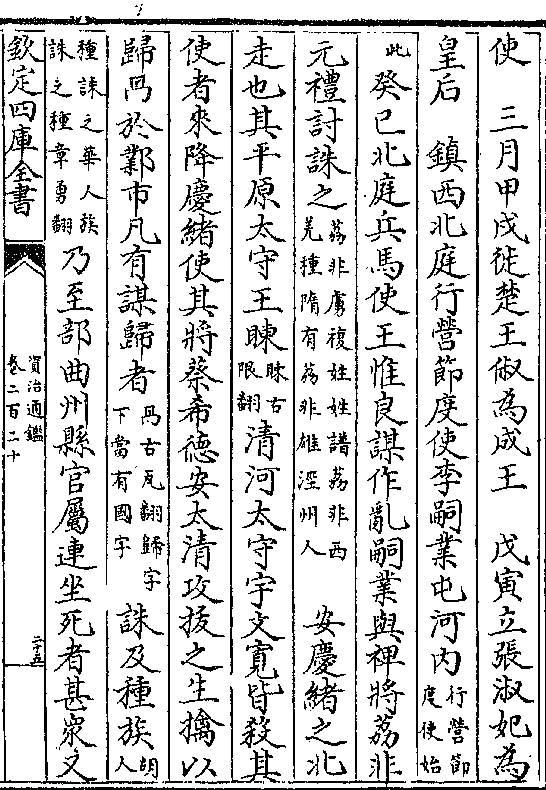 使　三月甲戌徙楚王俶為成王　戊寅立張淑妃為
皇后　鎮西北庭行營節度使李嗣業屯河内行營節
度使始
此癸巳北庭兵馬使王惟良謀作亂嗣業與裨將荔非
元禮討誅之荔非虜複姓姓譜荔非西
羌種隋有荔非雄涇州人安慶緒之北
走也其平原太守王暕暕古
限翻清河太守宇文寬皆殺其
使者來降慶緒使其將蔡希德安太清攻拔之生擒以
歸冎於鄴市凡有謀歸者冎古瓦翻歸字
下當有國字誅及種族胡
人
種誅之華人族
誅之種章勇翻乃至部曲州縣官屬連坐死者甚衆又
欽定四庫全書
資治通鑑
卷二百二十
二十五